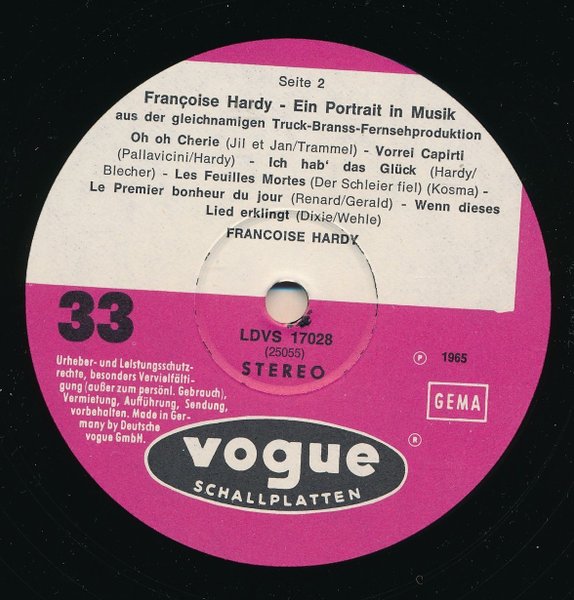 Seite 2
Françoise Hardy - Ein Portrait in Musik
aus der gleichnamigen Truck-Branss-Fernsehproduktion
Oh oh Cherie (Jil et Jan/Trammel) - Vorrei Capirti
(Pallavicini/Hardy) - Ich hab' das Glück (Hardy/
Blecher) - Les Feuilles Mortes (Der Schleier fiel) (Kosma) -
Le Premier bonheur du jour (Renard/Gerald) - Wenn dieses
Lied erklingt (Dixie/Wehle)
FRANCOISE HARDY
33
LDVS 17028
(25055)
STEREO
Ⓟ 1965
Urheber- und Leistungsschutz-
rechte, besonders Vervielfälti-
gung (außer zum persönl. Gebrauch),
Vermietung, Aufführung, Sendung,
vorbehalten. Made in Ger-
many by Deutsche
vogue GmbH.
GEMA
vogue ®
SCHALLPLATTEN